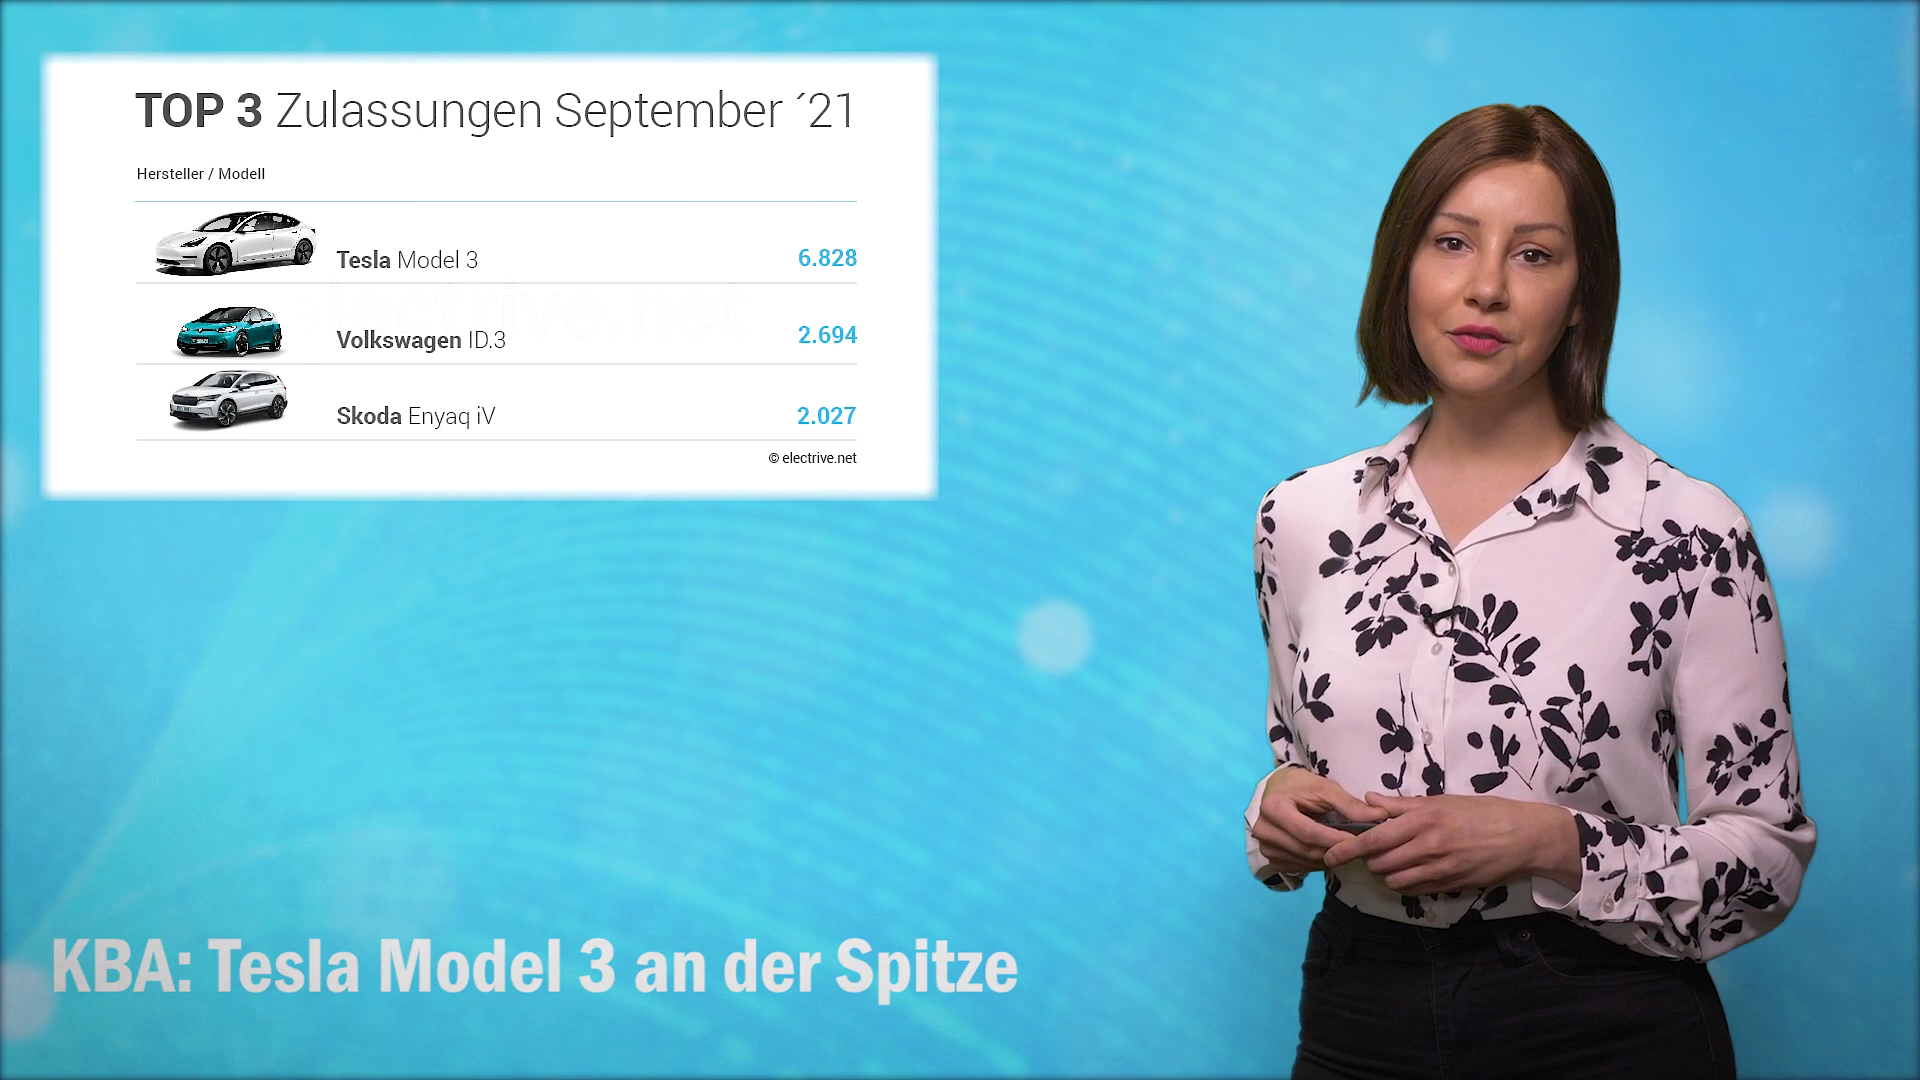 TOP 3 Zulassungen September ´21
Hersteller / Modell
Tesla Model 3 6.828
Volkswagen ID.3 2.694
Skoda Enyaq iV 2.027
© electrive.net
KBA: Tesla Model 3 an der Spitze